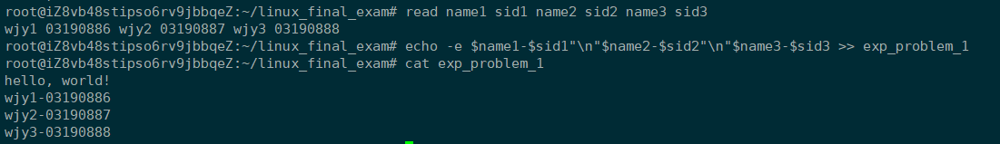 root@iZ8vb48stipso6rv9jbbqeZ:~/linux_final_exam# read name1 sid1 name2 sid2 name3 sid3
wjy1 03190886 wjy2 03190887 wjy3 03190888
root@iZ8vb48stipso6rv9jbbqeZ:~/linux_final_exam# echo -e $name1-$sid1"\n"$name2-$sid2"\n"$name3-$sid3 >> exp_problem_1
root@iZ8vb48stipso6rv9jbbqeZ:~/linux_final_exam# cat exp_problem_1
hello, world!
wjy1-03190886
wjy2-03190887
wjy3-03190888